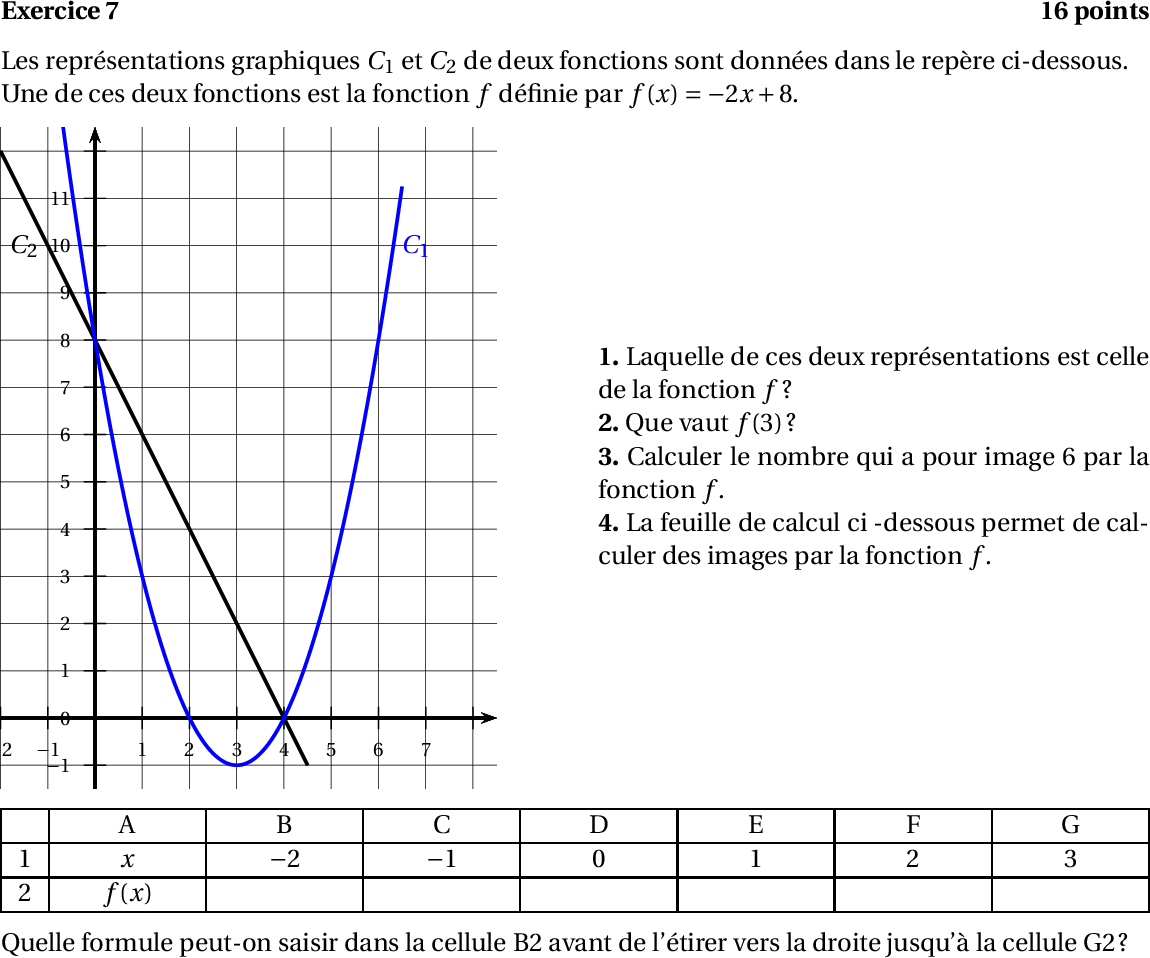 Exercice 7 16 points
Les représentations graphiques C₁ et C₂ de deux fonctions sont données dans le repère ci-dessous.
Une de ces deux fonctions est la fonction f définie par f(x) = −2x + 8.
11
C₂ 10 C₁
9
8
7
6
5
4
3
2
1
0
2 −1 1 2 3 4 5 6 7
−1
1. Laquelle de ces deux représentations est celle
de la fonction f ?
2. Que vaut f(3) ?
3. Calculer le nombre qui a pour image 6 par la
fonction f.
4. La feuille de calcul ci -dessous permet de cal-
culer des images par la fonction f.
A B C D E F G
1 x −2 −1 0 1 2 3
2 f(x)
Quelle formule peut-on saisir dans la cellule B2 avant de l'étirer vers la droite jusqu'à la cellule G2 ?